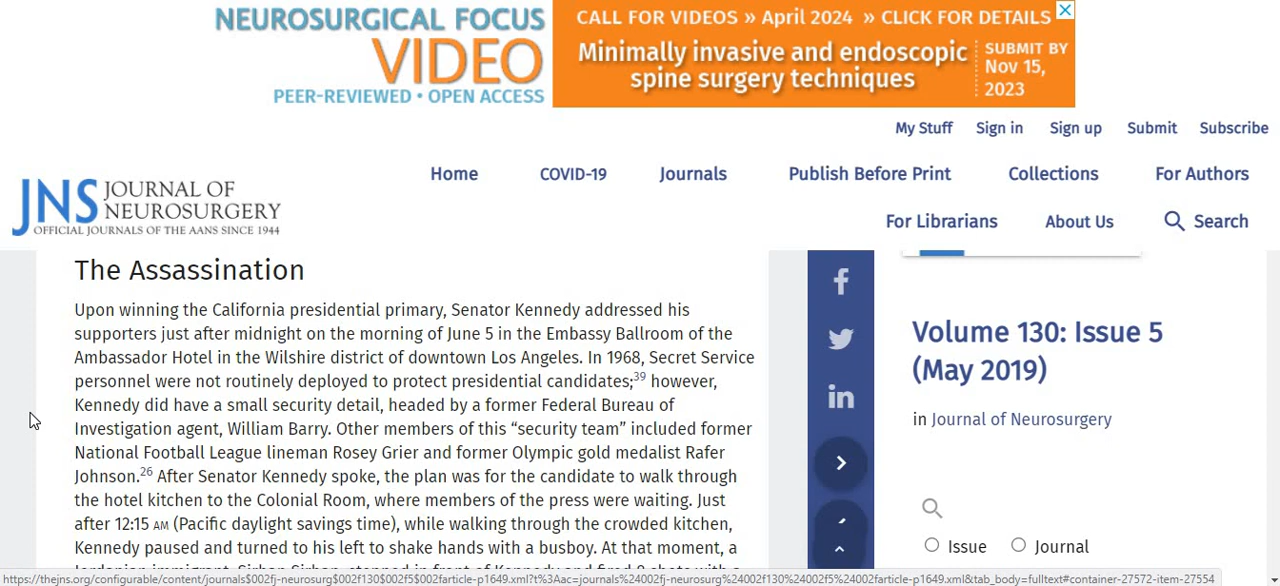 NEUROSURGICAL FOCUS
VIDEO
PEER-REVIEWED • OPEN ACCESS
CALL FOR VIDEOS » April 2024 » CLICK FOR DETAILS
Minimally invasive and endoscopic
spine surgery techniques
SUBMIT BY
Nov 15,
2023
My Stuff Sign in Sign up Submit Subscribe
Home COVID-19 Journals Publish Before Print Collections For Authors
For Librarians About Us Search
JNS JOURNAL OF
NEUROSURGERY
OFFICIAL JOURNALS OF THE AANS SINCE 1944
The Assassination
Upon winning the California presidential primary, Senator Kennedy addressed his
supporters just after midnight on the morning of June 5 in the Embassy Ballroom of the
Ambassador Hotel in the Wilshire district of downtown Los Angeles. In 1968, Secret Service
personnel were not routinely deployed to protect presidential candidates;39 however,
Kennedy did have a small security detail, headed by a former Federal Bureau of
Investigation agent, William Barry. Other members of this “security team” included former
National Football League lineman Rosey Grier and former Olympic gold medalist Rafer
Johnson.26 After Senator Kennedy spoke, the plan was for the candidate to walk through
the hotel kitchen to the Colonial Room, where members of the press were waiting. Just
after 12:15 AM (Pacific daylight savings time), while walking through the crowded kitchen,
Kennedy paused and turned to his left to shake hands with a busboy. At that moment, a
Volume 130: Issue 5
(May 2019)
in Journal of Neurosurgery
Issue Journal
https://thejns.org/configurable/content/journals$002fj-neurosurg$002f130$002f5$002farticle-p1649.xml?t%3Aac=journals%24002fj-neurosurg%24002f130%24002f5%24002farticle-p1649.xml&tab_body=fulltext#container-27572-item-27554